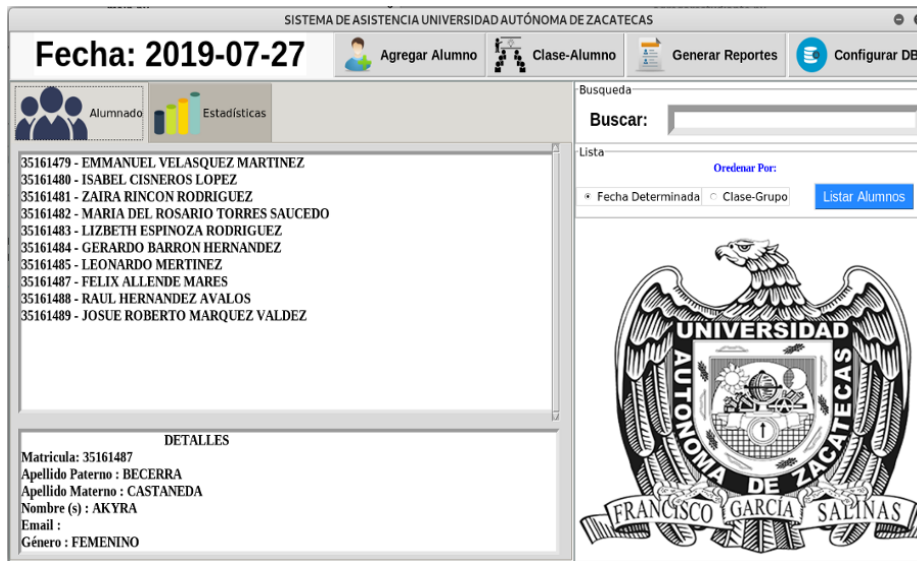 SISTEMA DE ASISTENCIA UNIVERSIDAD AUTÓNOMA DE ZACATECAS
Fecha: 2019-07-27
Agregar Alumno
Clase-Alumno
Generar Reportes
Configurar DB
Alumnado
Estadísticas
35161479 - EMMANUEL VELASQUEZ MARTINEZ
35161480 - ISABEL CISNEROS LOPEZ
35161481 - ZAIRA RINCON RODRIGUEZ
35161482 - MARIA DEL ROSARIO TORRES SAUCEDO
35161483 - LIZBETH ESPINOZA RODRIGUEZ
35161484 - GERARDO BARRON HERNANDEZ
35161485 - LEONARDO MERTINEZ
35161487 - FELIX ALLENDE MARES
35161488 - RAUL HERNANDEZ AVALOS
35161489 - JOSUE ROBERTO MARQUEZ VALDEZ
DETALLES
Matricula: 35161487
Apellido Paterno : BECERRA
Apellido Materno : CASTANEDA
Nombre (s) : AKYRA
Email :
Género : FEMENINO
Busqueda
Buscar:
Lista
Oredenar Por:
Fecha Determinada
Clase-Grupo
Listar Alumnos
UNIVERSIDAD
AUTONOMA
DE ZACATECAS
FRANCISCO GARCIA SALINAS